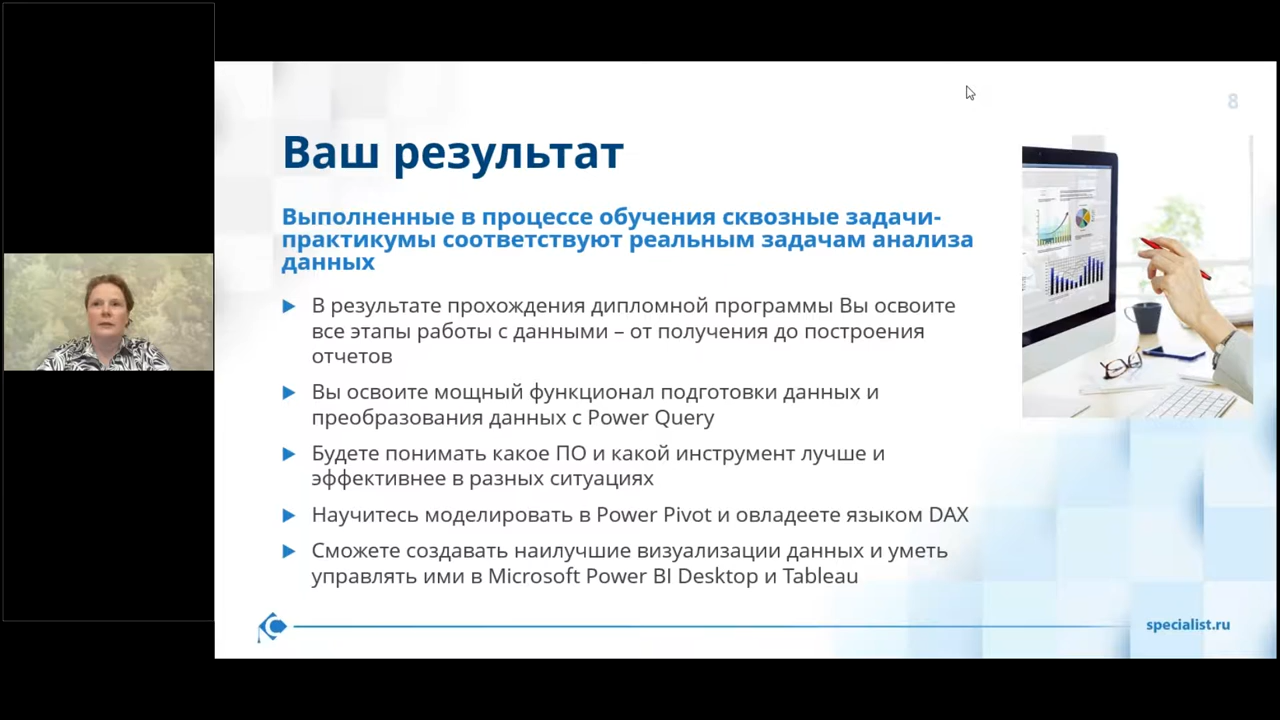 8
Ваш результат
Выполненные в процессе обучения сквозные задачи-
практикумы соответствуют реальным задачам анализа
данных
В результате прохождения дипломной программы Вы освоите
все этапы работы с данными – от получения до построения
отчетов
Вы освоите мощный функционал подготовки данных и
преобразования данных с Power Query
Будете понимать какое ПО и какой инструмент лучше и
эффективнее в разных ситуациях
Научитесь моделировать в Power Pivot и овладеете языком DAX
Сможете создавать наилучшие визуализации данных и уметь
управлять ими в Microsoft Power BI Desktop и Tableau
specialist.ru